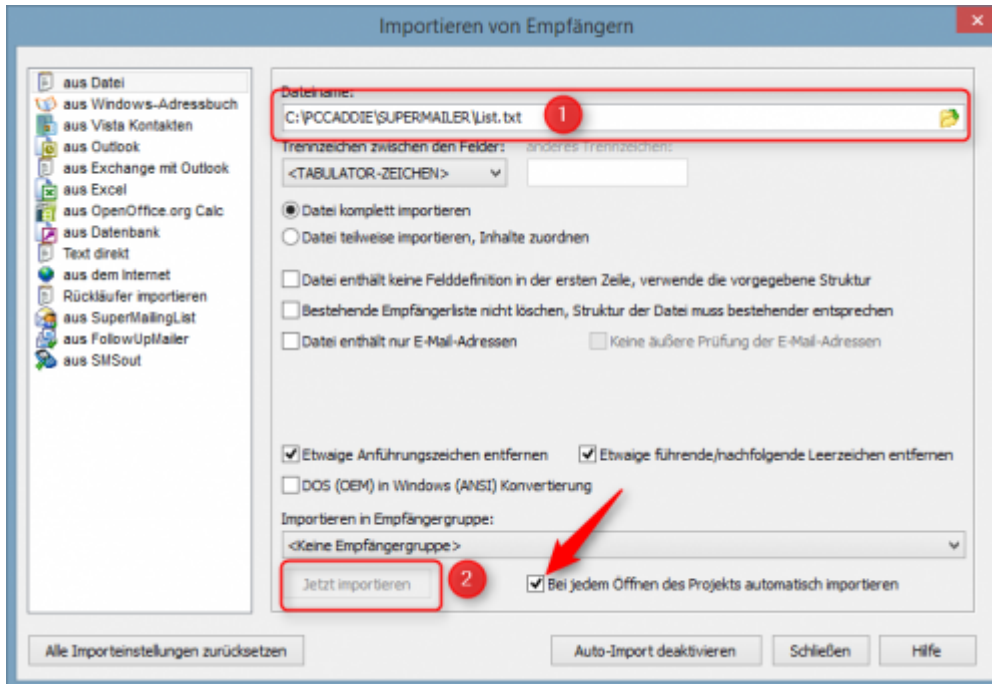 Importieren von Empfängern
aus Datei
aus Windows-Adressbuch
aus Vista Kontakten
aus Outlook
aus Exchange mit Outlook
aus Excel
aus OpenOffice.org Calc
aus Datenbank
Text direkt
aus dem Internet
Rückläufer importieren
aus SuperMailingList
aus FollowUpMailer
aus SMSout
Dateiname:
C:\PCCADDIE\SUPERMAILER\List.txt 1
Trennzeichen zwischen den Felder: anderes Trennzeichen:
<TABULATOR-ZEICHEN>
Datei komplett importieren
Datei teilweise importieren, Inhalte zuordnen
Datei enthält keine Felddefinition in der ersten Zeile, verwende die vorgegebene Struktur
Bestehende Empfängerliste nicht löschen, Struktur der Datei muss bestehender entsprechen
Datei enthält nur E-Mail-Adressen Keine äußere Prüfung der E-Mail-Adressen
Etwaige Anführungszeichen entfernen Etwaige führende/nachfolgende Leerzeichen entfernen
DOS (OEM) in Windows (ANSI) Konvertierung
Importieren in Empfängergruppe:
<Keine Empfängergruppe>
Jetzt importieren 2 Bei jedem Öffnen des Projekts automatisch importieren
Alle Importeinstellungen zurücksetzen Auto-Import deaktivieren Schließen Hilfe